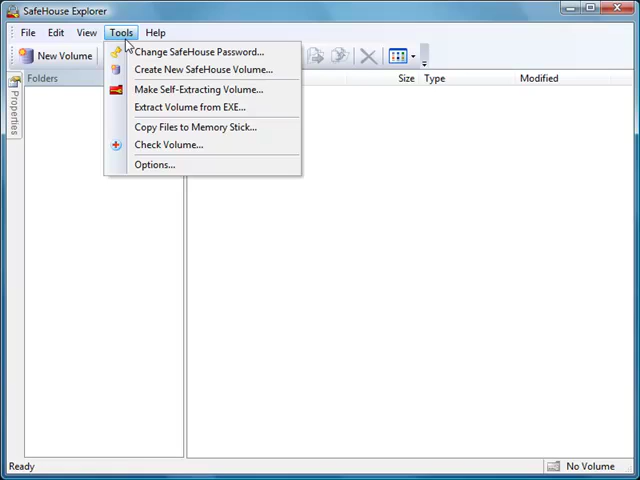 SafeHouse Explorer
File Edit View Tools Help
New Volume
Change SafeHouse Password...
Create New SafeHouse Volume...
Make Self-Extracting Volume...
Extract Volume from EXE...
Copy Files to Memory Stick...
Check Volume...
Options...
Folders
Size Type Modified
Properties
Ready
No Volume